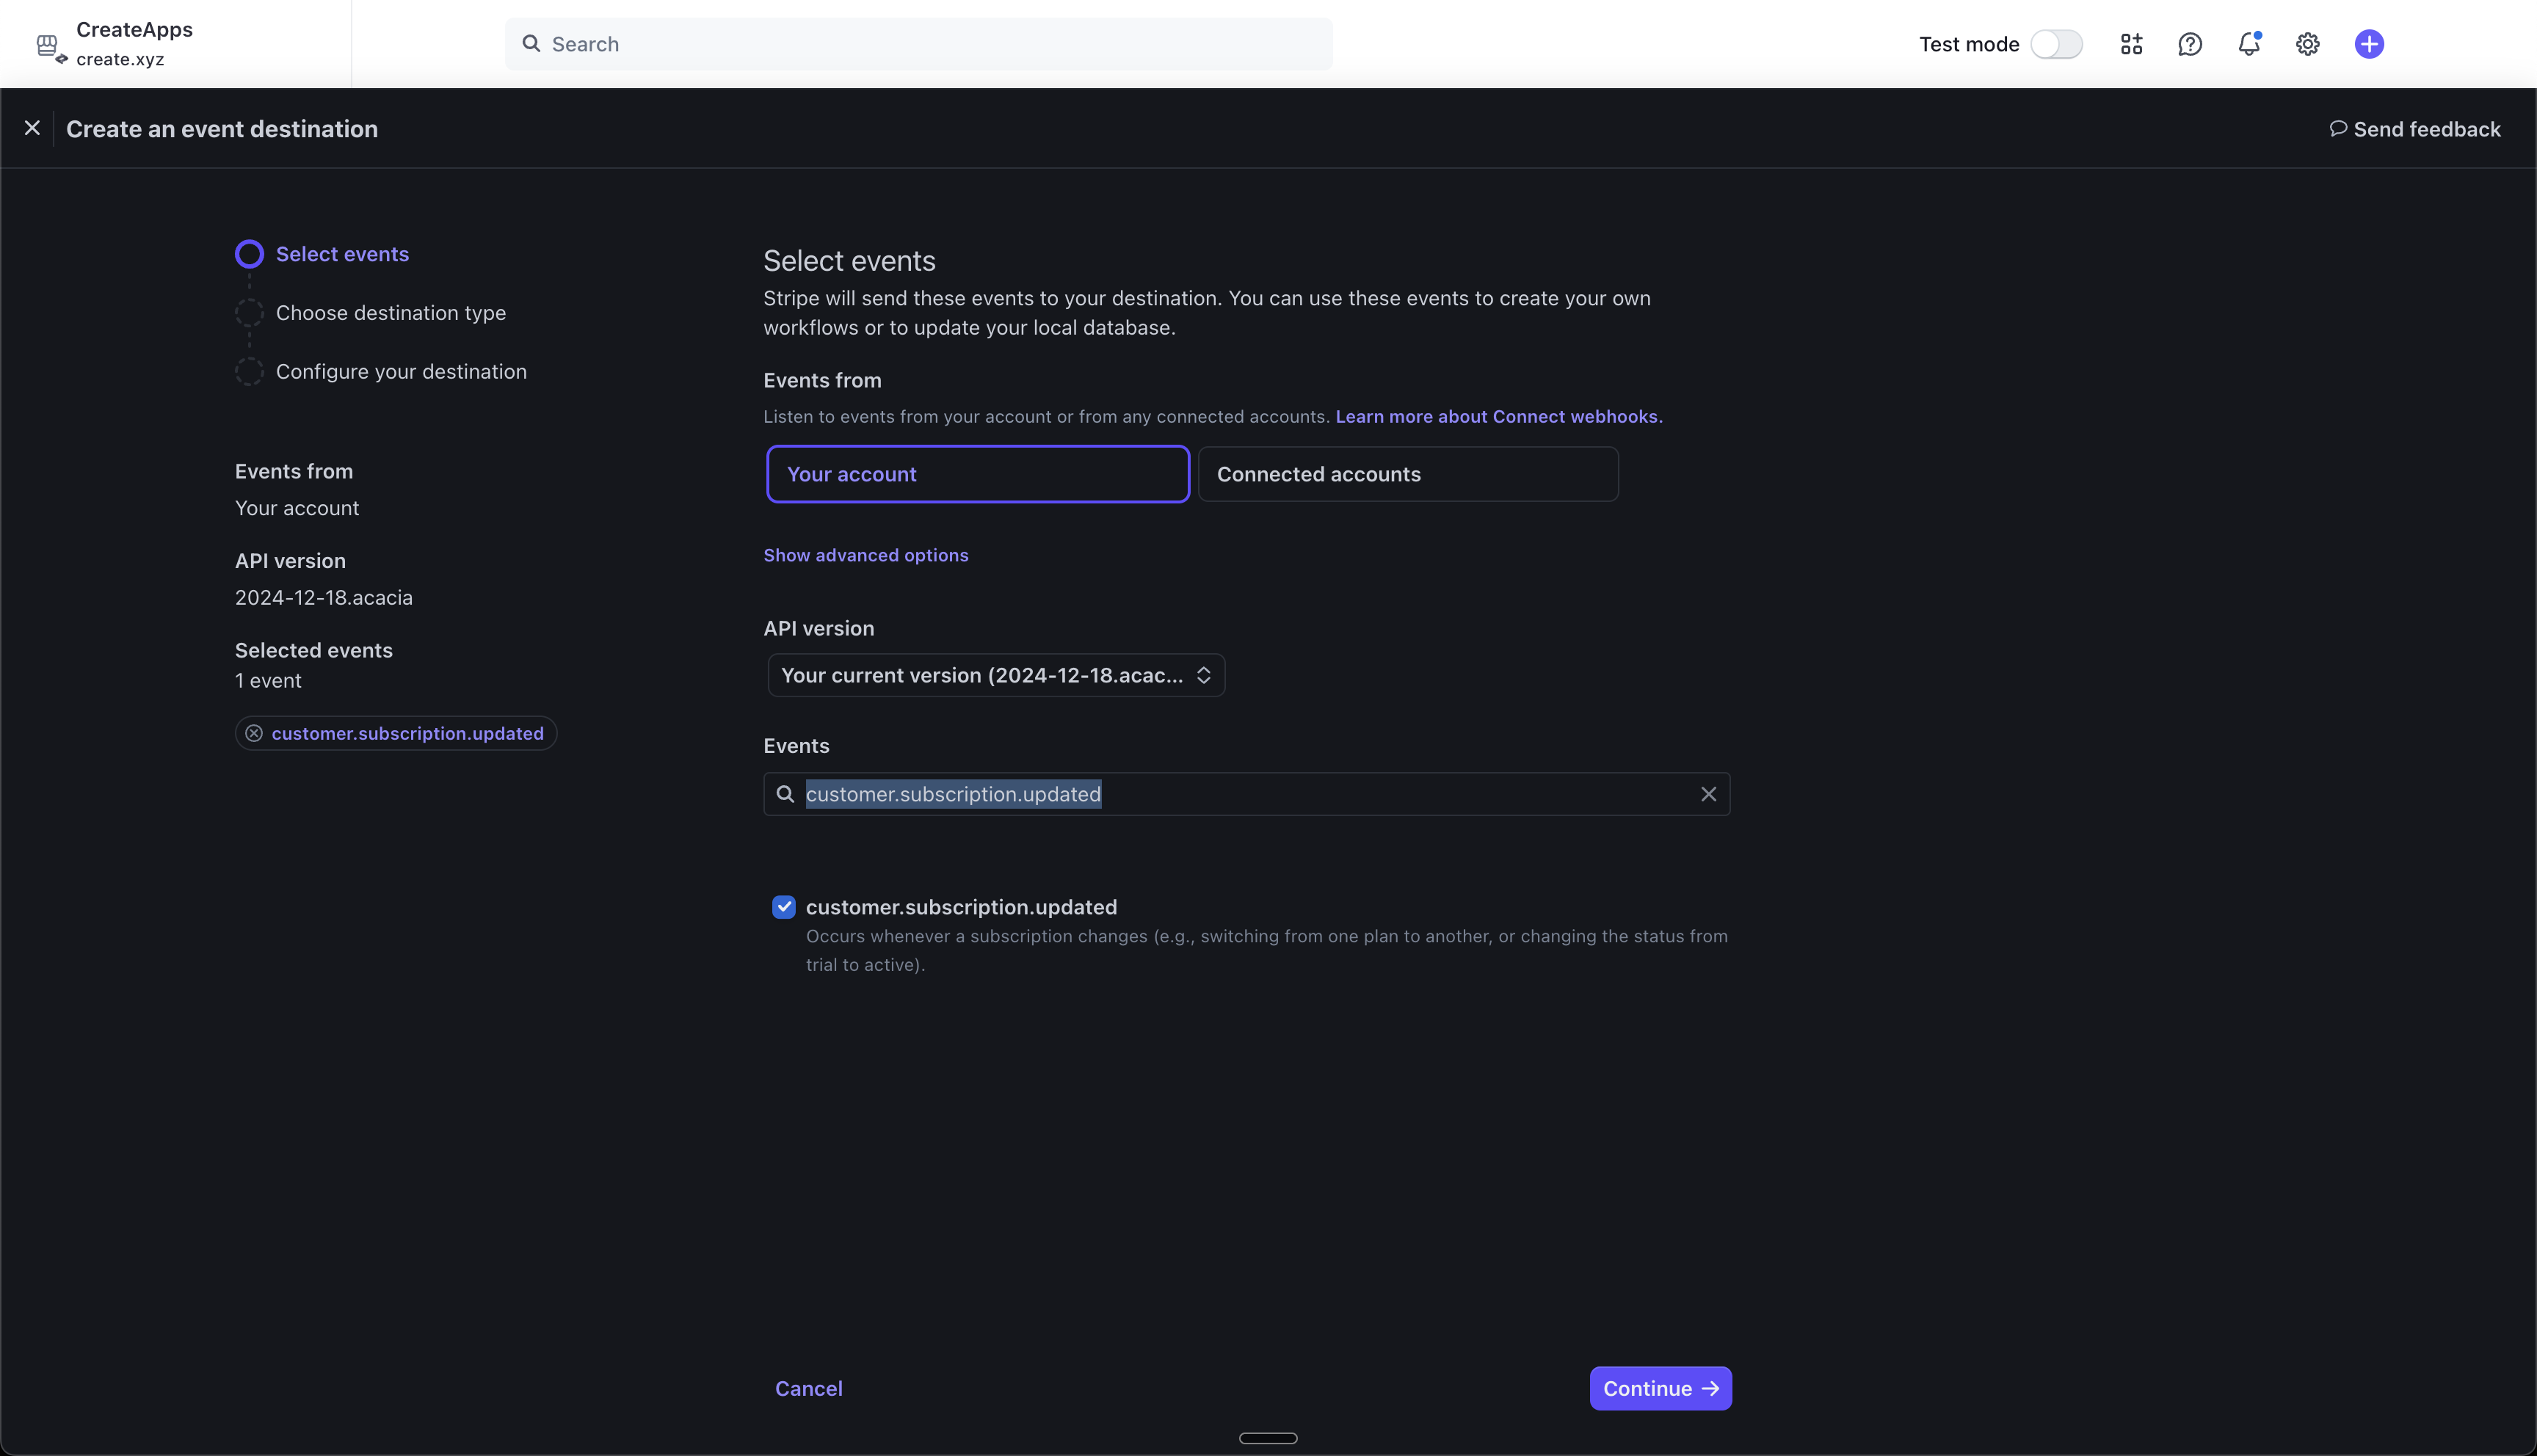 CreateApps
create.xyz
Search
Test mode
Create an event destination
Send feedback
Select events
Choose destination type
Configure your destination
Events from
Your account
API version
2024-12-18.acacia
Selected events
1 event
customer.subscription.updated
Select events
Stripe will send these events to your destination. You can use these events to create your own
workflows or to update your local database.
Events from
Listen to events from your account or from any connected accounts. Learn more about Connect webhooks.
Your account
Connected accounts
Show advanced options
API version
Your current version (2024-12-18.acac...
Events
customer.subscription.updated
customer.subscription.updated
Occurs whenever a subscription changes (e.g., switching from one plan to another, or changing the status from
trial to active).
Cancel
Continue